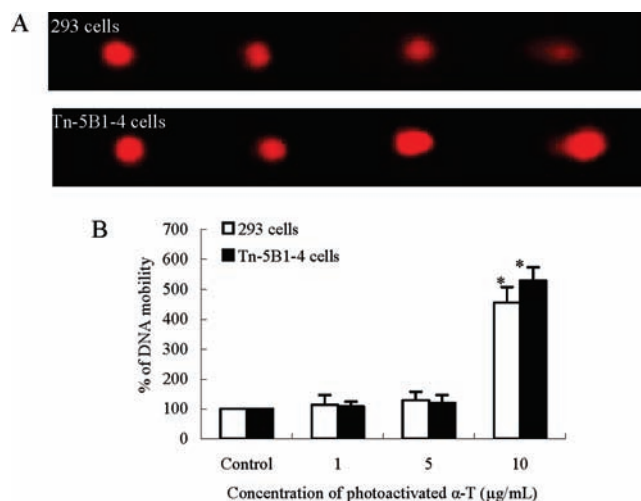 A
293 cells
Tn-5B1-4 cells
B
700
600
500
400
300
200
100
0
% of DNA mobility
293 cells
Tn-5B1-4 cells
*
*
Control
1
5
10
Concentration of photoactivated α-T (µg/mL)